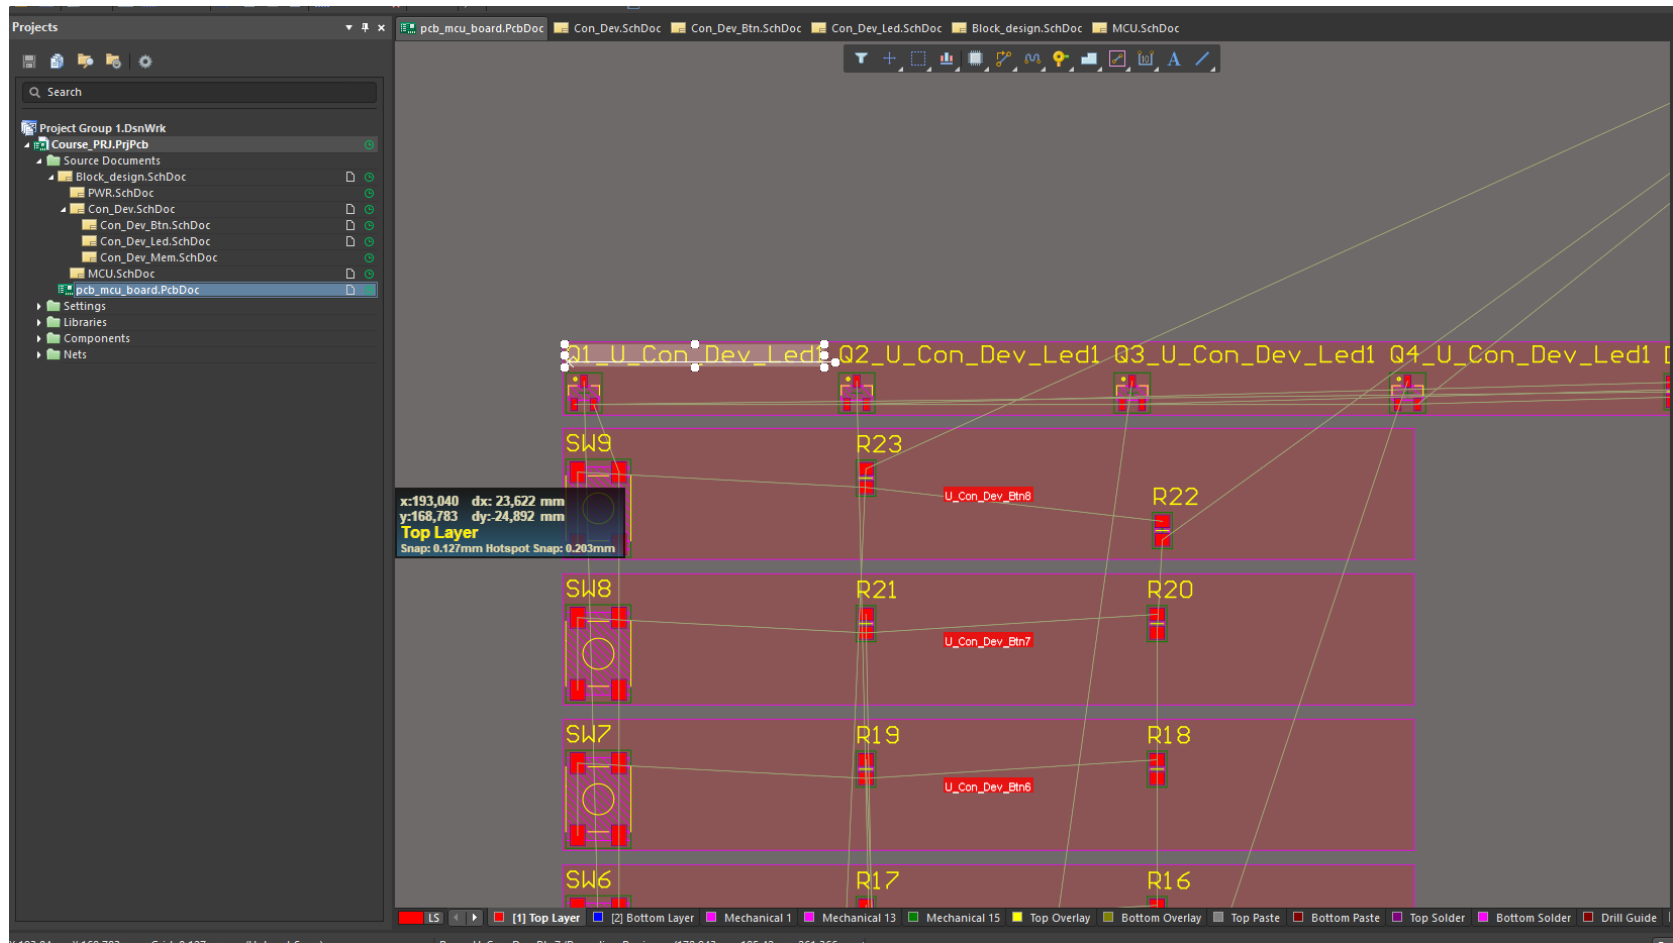 Projects
pcb_mcu_board.PcbDoc
Con_Dev.SchDoc
Con_Dev_Btn.SchDoc
Con_Dev_Led.SchDoc
Block_design.SchDoc
MCU.SchDoc
Search
Project Group 1.DsnWrk
Course_PRJ.PrjPcb
Source Documents
Block_design.SchDoc
PWR.SchDoc
Con_Dev.SchDoc
Con_Dev_Btn.SchDoc
Con_Dev_Led.SchDoc
Con_Dev_Mem.SchDoc
MCU.SchDoc
pcb_mcu_board.PcbDoc
Settings
Libraries
Components
Nets
Q1_U_Con_Dev_Led1
Q2_U_Con_Dev_Led1
Q3_U_Con_Dev_Led1
Q4_U_Con_Dev_Led1
SW9
R23
U_Con_Dev_Btn8
R22
x:193,040 dx: 23,622 mm
y:168,783 dy:-24,892 mm
Top Layer
Snap: 0.127mm Hotspot Snap: 0.203mm
SW8
R21
R20
U_Con_Dev_Btn7
SW7
R19
R18
U_Con_Dev_Btn6
SW6
R17
R16
LS
[1] Top Layer
[2] Bottom Layer
Mechanical 1
Mechanical 13
Mechanical 15
Top Overlay
Bottom Overlay
Top Paste
Bottom Paste
Top Solder
Bottom Solder
Drill Guide